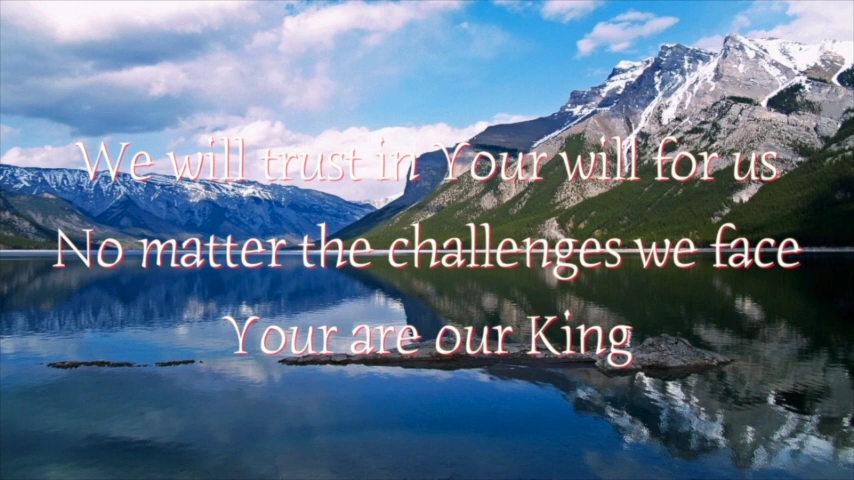 We will trust in Your will for us
No matter the challenges we face
Your are our King